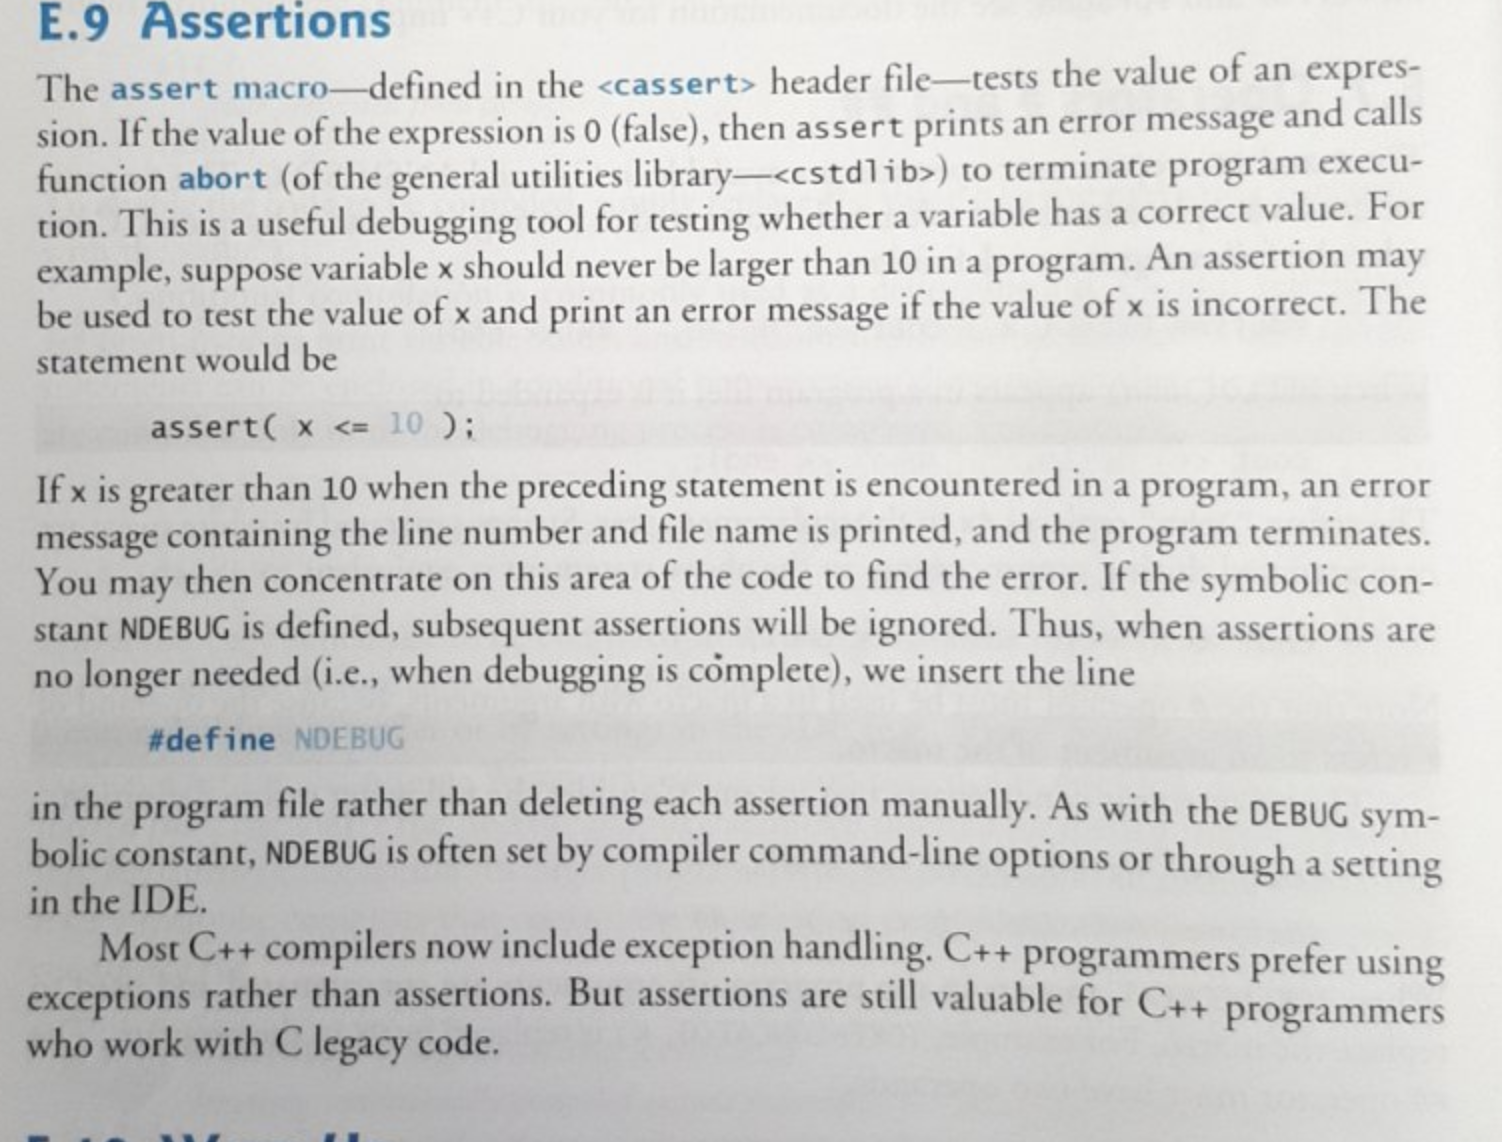 E.9 Assertions
The assert macro—defined in the <cassert> header file—tests the value of an expres-
sion. If the value of the expression is 0 (false), then assert prints an error message and calls
function abort (of the general utilities library—<cstdlib>) to terminate program execu-
tion. This is a useful debugging tool for testing whether a variable has a correct value. For
example, suppose variable x should never be larger than 10 in a program. An assertion may
be used to test the value of x and print an error message if the value of x is incorrect. The
statement would be
assert( x <= 10 );
If x is greater than 10 when the preceding statement is encountered in a program, an error
message containing the line number and file name is printed, and the program terminates.
You may then concentrate on this area of the code to find the error. If the symbolic con-
stant NDEBUG is defined, subsequent assertions will be ignored. Thus, when assertions are
no longer needed (i.e., when debugging is complete), we insert the line
#define NDEBUG
in the program file rather than deleting each assertion manually. As with the DEBUG sym-
bolic constant, NDEBUG is often set by compiler command-line options or through a setting
in the IDE.
Most C++ compilers now include exception handling. C++ programmers prefer using
exceptions rather than assertions. But assertions are still valuable for C++ programmers
who work with C legacy code.